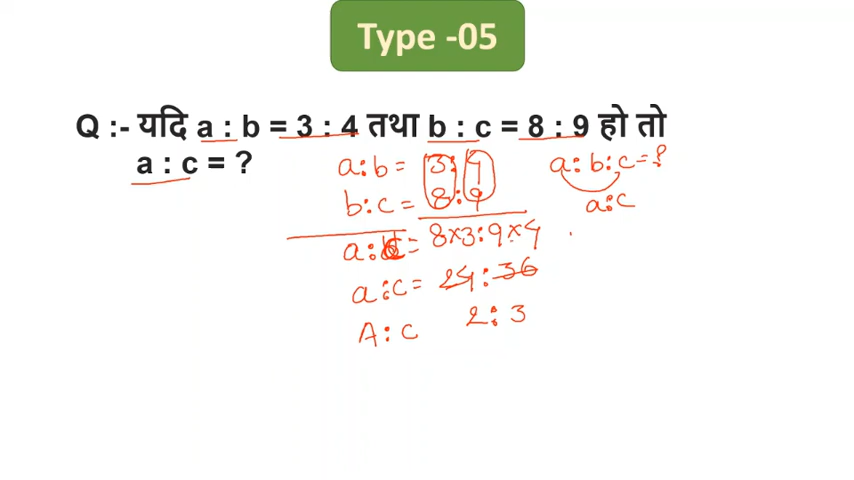 Type -05
Q :- यदि a : b = 3 : 4 तथा b : c = 8 : 9 हो तो
a : c = ?
a:b = 3:4
a:b:c=?
b:c = 8:9
a:c
a:c = 8×3:9×4
a:c = 24:36
A:c 2:3